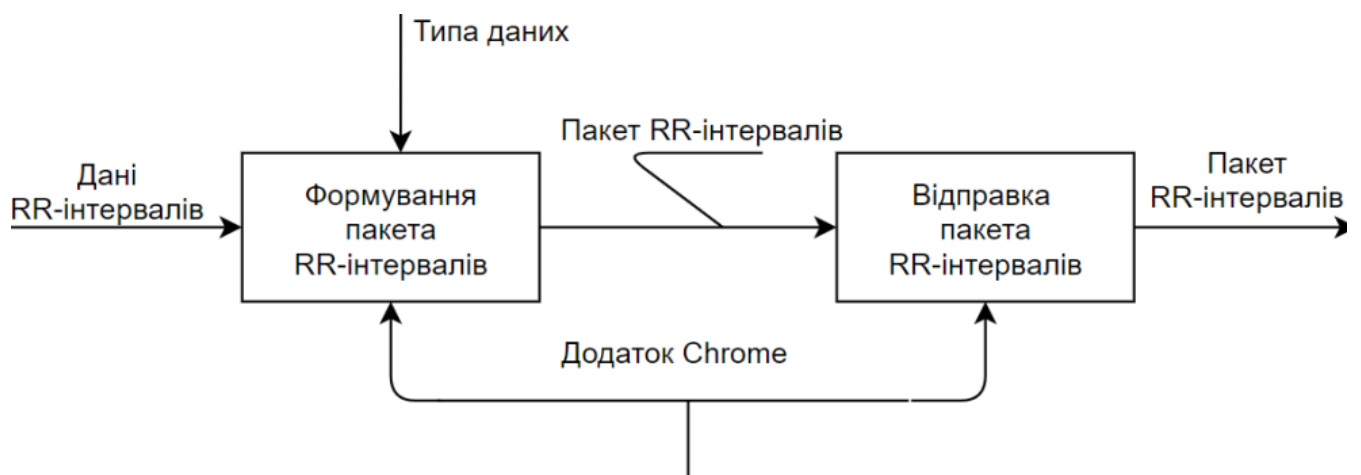 Типа даних
Пакет RR-інтервалів
Дані
RR-інтервалів
Формування
пакета
RR-інтервалів
Відправка
пакета
RR-інтервалів
Пакет
RR-інтервалів
Додаток Chrome